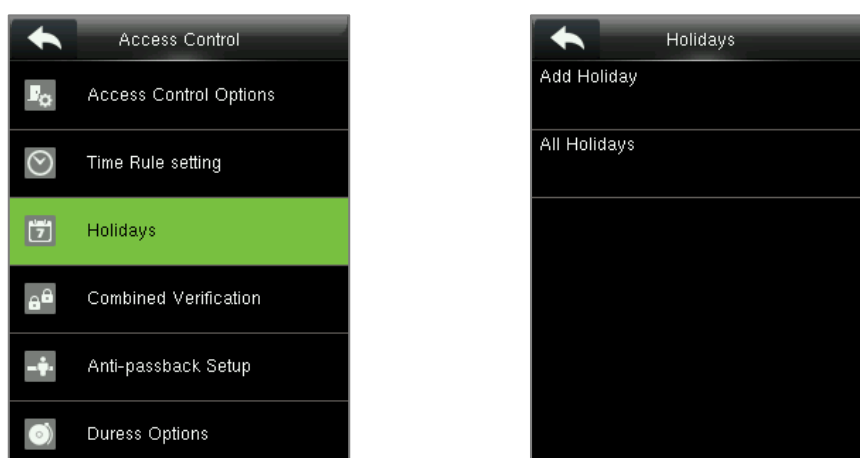 Access Control
Access Control Options
Time Rule setting
7
Holidays
Combined Verification
Anti-passback Setup
Duress Options
Holidays
Add Holiday
All Holidays